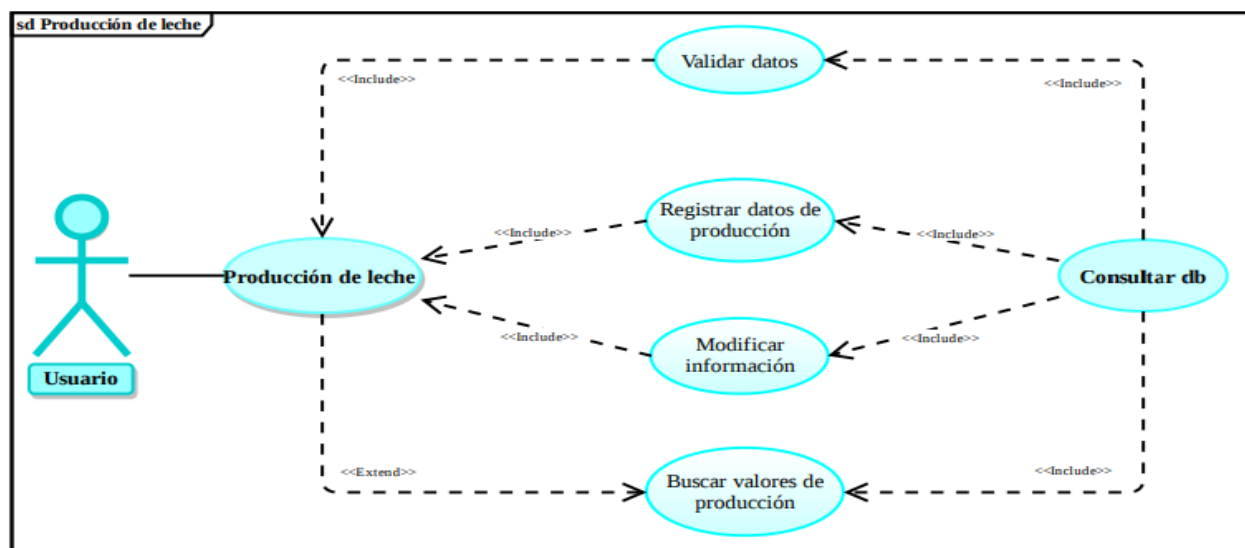 sd Producción de leche
Validar datos
<<Include>>
<<Include>>
Registrar datos de
producción
<<Include>>
<<Include>>
Producción de leche
Consultar db
<<Include>>
<<Include>>
Modificar
información
Usuario
<<Extend>>
<<Include>>
Buscar valores de
producción